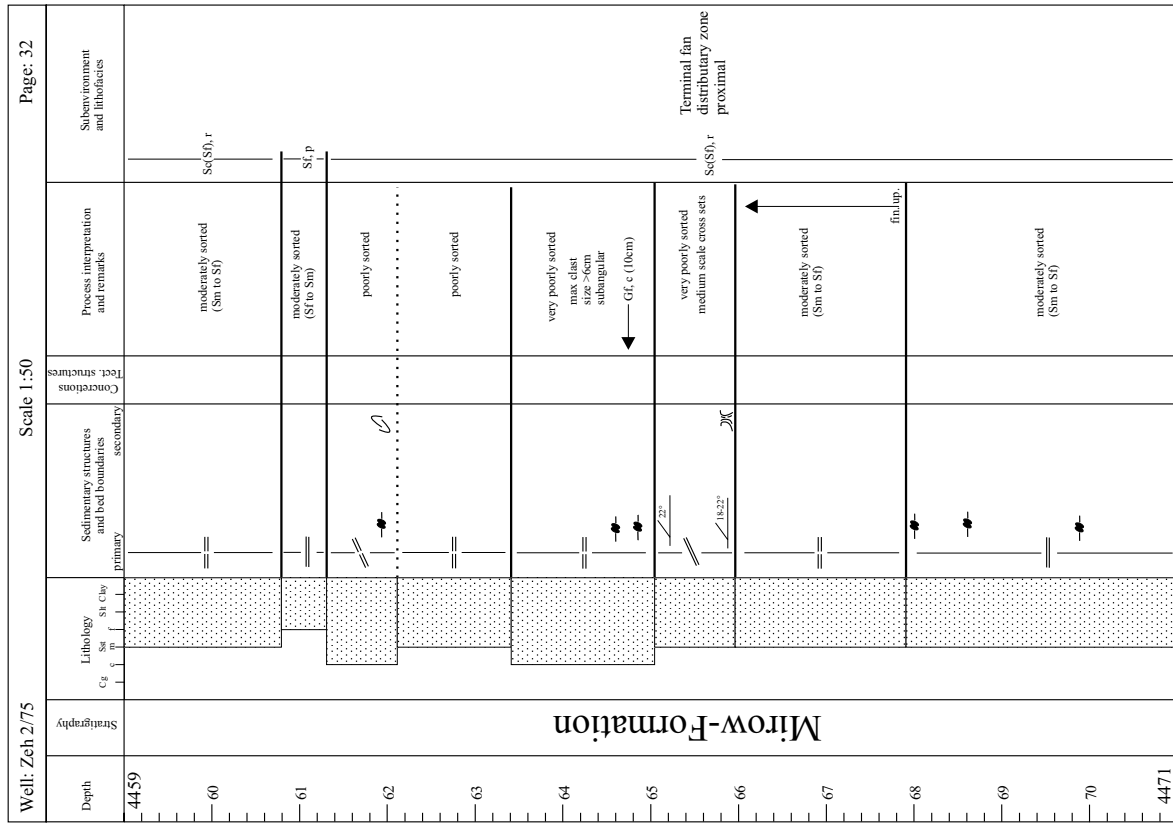 Well: Zeh 2/75
Scale 1:50
Page: 32
Depth
Stratigraphy
Lithology
Cg
Sst
c
m
f
Slt
Clay
Sedimentary structures
and bed boundaries
primary
secondary
Concretions
Tect. structures
Process interpretation
and remarks
Subenvironment
and lithofacies
4459
60
61
62
63
64
65
66
67
68
69
70
4471
Mirow-Formation
22°
18-22°
moderately sorted
(Sm to Sf)
moderately sorted
(Sf to Sm)
poorly sorted
poorly sorted
very poorly sorted
max clast
size >6cm
subangular
Gf, c (10cm)
very poorly sorted
medium scale cross sets
moderately sorted
(Sm to Sf)
fin. up.
moderately sorted
(Sm to Sf)
Sc(Sf), r
Sf, p
Sc(Sf), r
Terminal fan
distributary zone
proximal